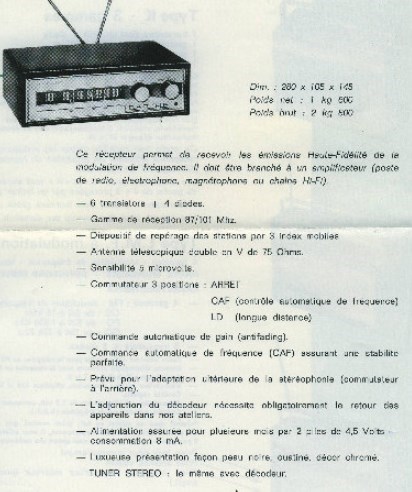 Dim. : 260 x 105 x 145
Poids net : 1 kg 600
Poids brut : 2 kg 600
Ce récepteur permet de recevoir les émissions Haute-Fidélité de la
modulation de fréquence. Il doit être branché à un amplificateur (poste
de radio, électrophone, magnétophone ou chaîne Hi-Fi).
— 6 transistors + 4 diodes.
— Gamme de réception 87/101 Mhz.
— Dispositif de repérage des stations par 3 index mobiles
— Antenne télescopique double en V de 75 Ohms.
— Sensibilité 5 microvolts.
— Commutateur 3 positions : ARRET
CAF (contrôle automatique de fréquence)
LD (longue distance)
— Commande automatique de gain (antifading).
— Commande automatique de fréquence (CAF) assurant une stabilité
parfaite.
— Prévu pour l'adaptation ultérieure de la stéréophonie (commutateur
à l'arrière).
— L'adjonction du décodeur nécessite obligatoirement le retour des
appareils dans nos ateliers.
— Alimentation assurée pour plusieurs mois par 2 piles de 4,5 Volts -
consommation 8 mA.
— Luxueuse présentation façon peau noire, décor chromé.
TUNER STEREO : le même avec décodeur.